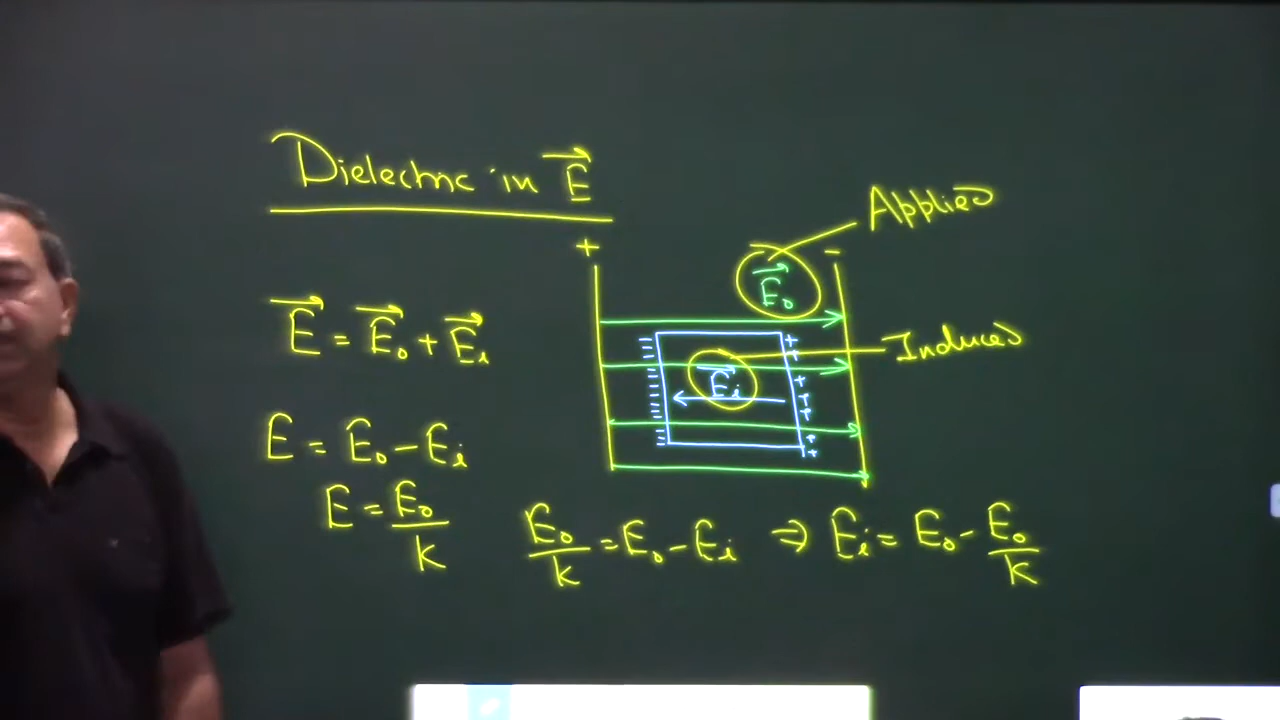 Dielectric in E⃗
+ −
Applied
E⃗₀
E⃗ = E⃗₀ + E⃗ᵢ
Induced
E⃗ᵢ
E = E₀ − Eᵢ
E = E₀/K
E₀/K = E₀ − Eᵢ ⇒ Eᵢ = E₀ − E₀/K